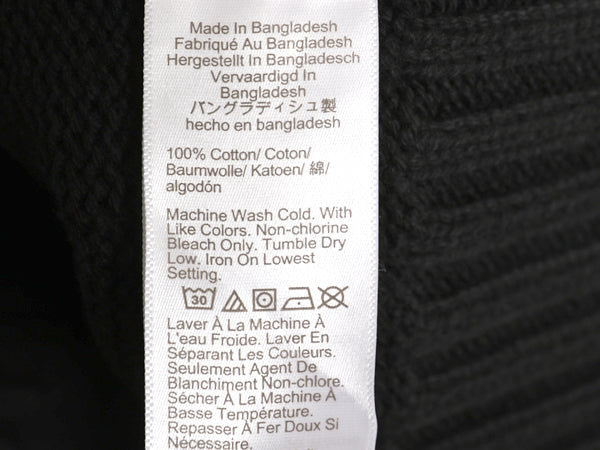 Made In Bangladesh
Fabriqué Au Bangladesh
Hergestellt In Bangladesch
Vervaardigd In
Bangladesh
バングラディシュ製
hecho en bangladesh
100% Cotton/ Coton/
Baumwolle/ Katoen/ 綿/
algodón
Machine Wash Cold. With
Like Colors. Non-chlorine
Bleach Only. Tumble Dry
Low. Iron On Lowest
Setting.
30
Laver À La Machine À
L'eau Froide. Laver En
Séparant Les Couleurs.
Seulement Agent De
Blanchiment Non-chlore.
Sécher À La Machine À
Basse Température.
Repasser À Fer Doux Si
Nécessaire.